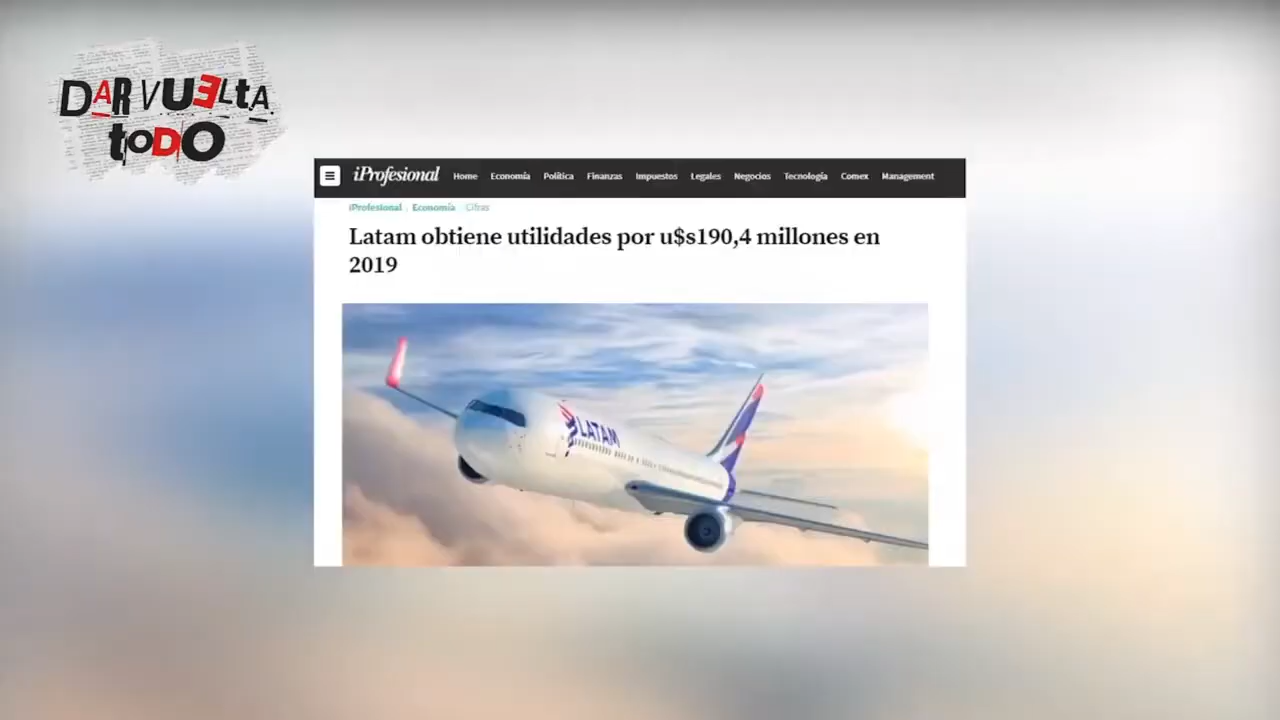 DAR VUELTA
toDO
iProfesional Home Economía Política Finanzas Impuestos Legales Negocios Tecnología Comex Management
iProfesional Economía Cifras
Latam obtiene utilidades por u$s190,4 millones en
2019
LATAM